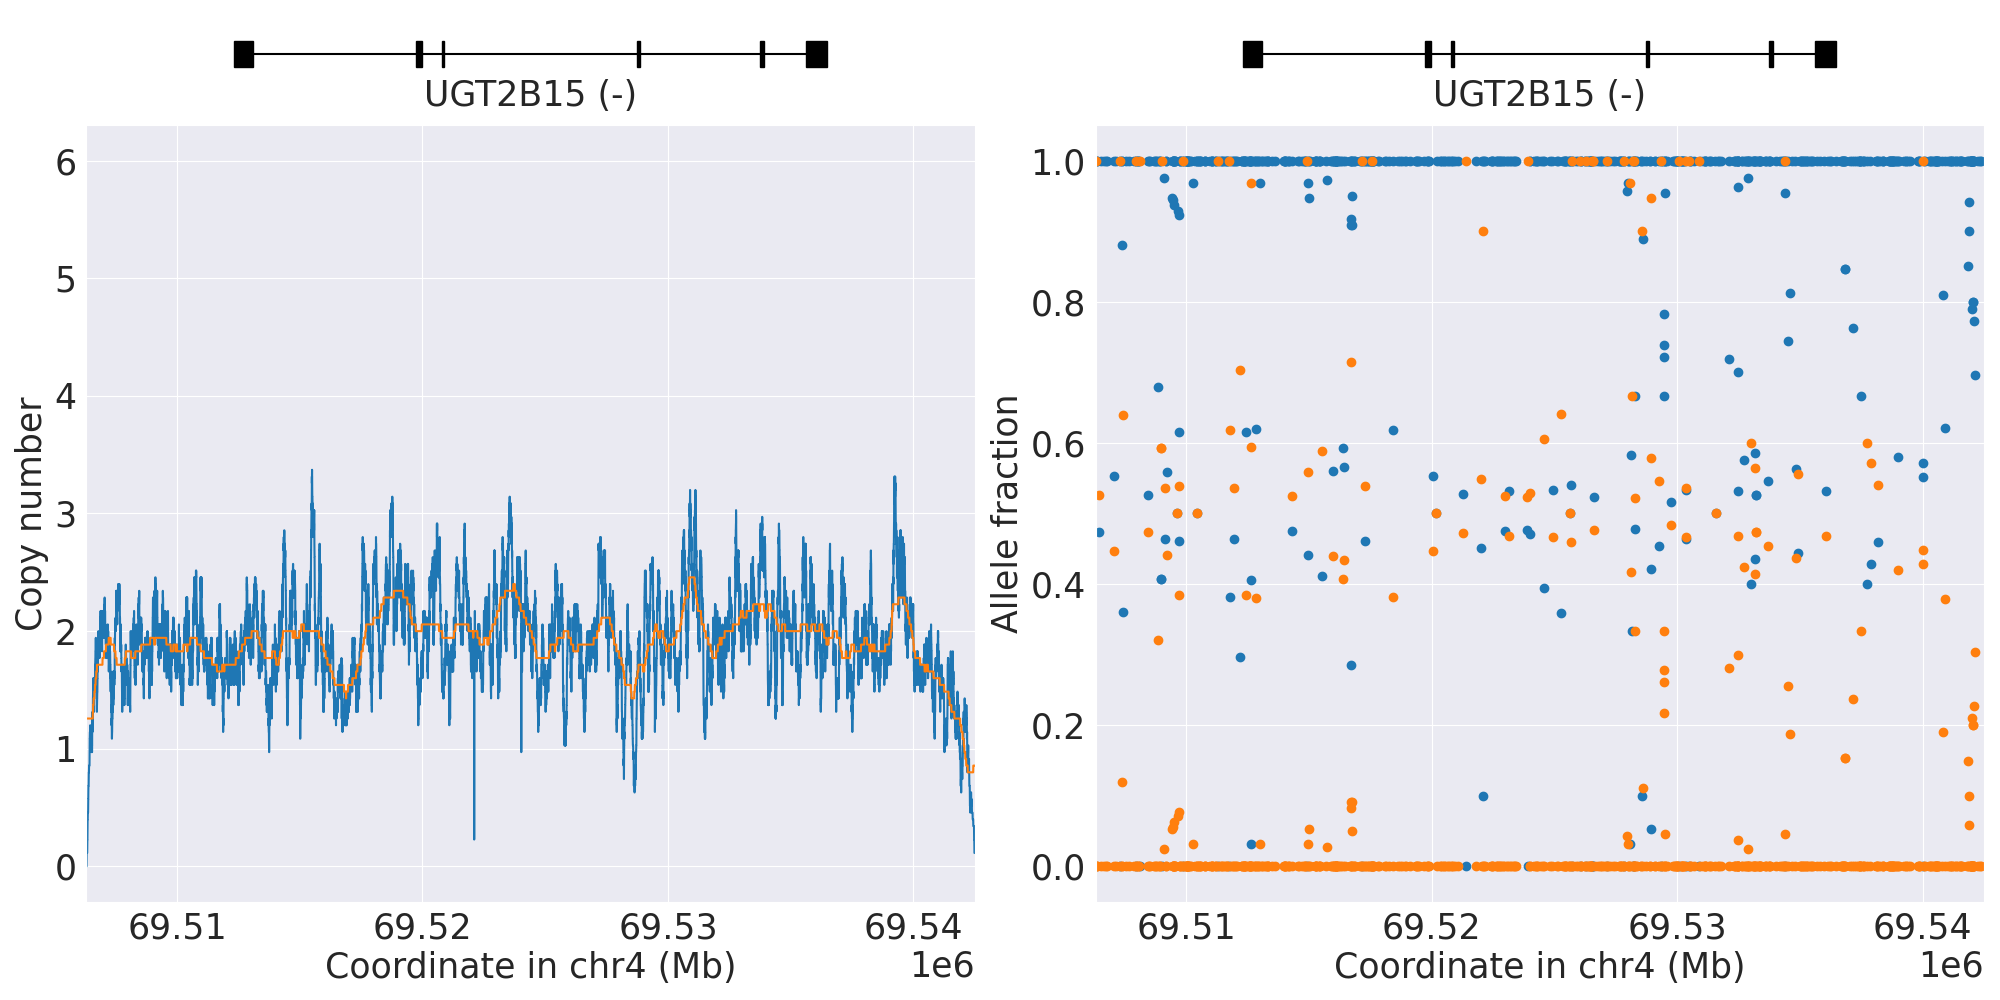 UGT2B15 (-)
Copy number
6
5
4
3
2
1
0
69.51 69.52 69.53 69.54
Coordinate in chr4 (Mb)
1e6
UGT2B15 (-)
Allele fraction
1.0
0.8
0.6
0.4
0.2
0.0
69.51 69.52 69.53 69.54
Coordinate in chr4 (Mb)
1e6